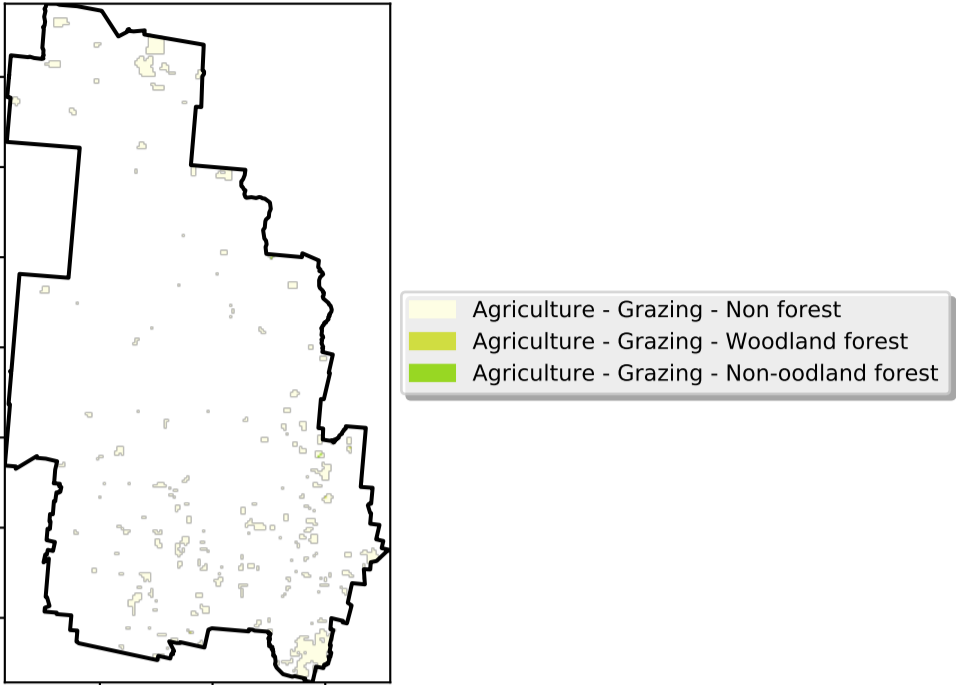 Agriculture - Grazing - Non forest
Agriculture - Grazing - Woodland forest
Agriculture - Grazing - Non-oodland forest